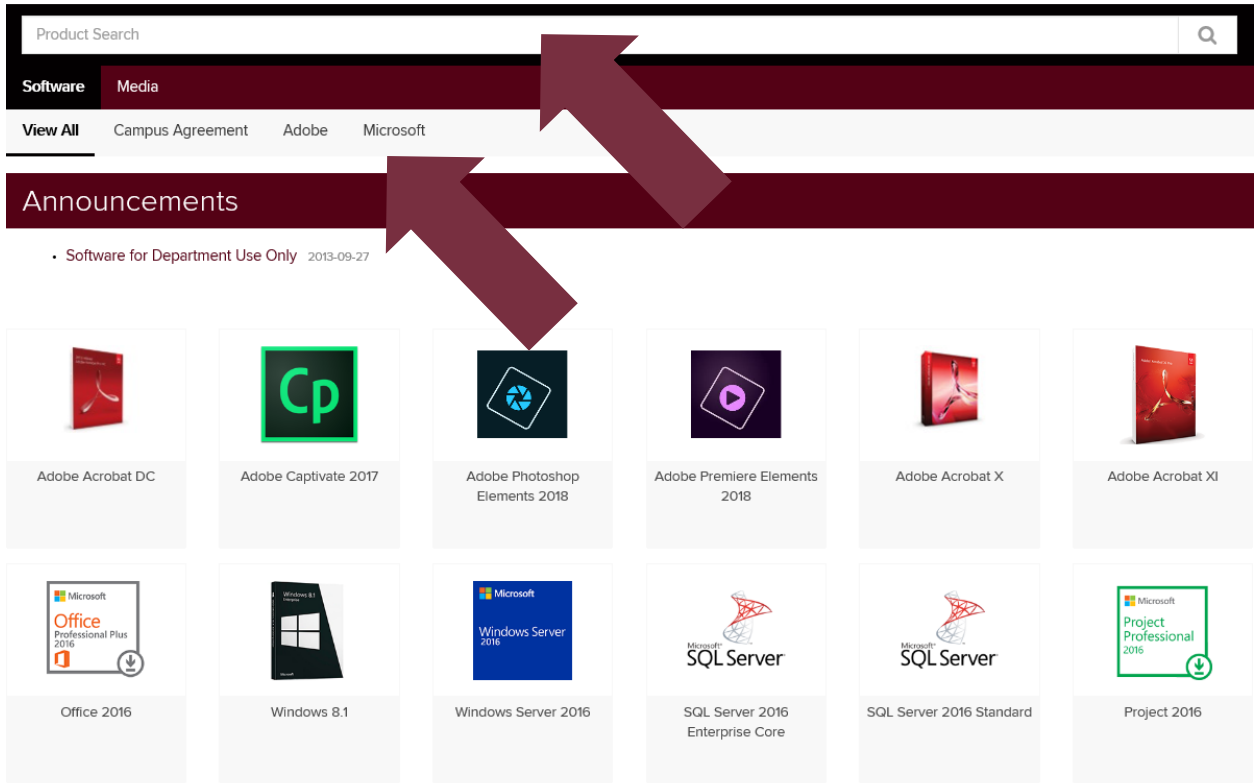 Product Search
Software Media
View All Campus Agreement Adobe Microsoft
Announcements
• Software for Department Use Only 2013-09-27
Cp
Adobe Acrobat DC
Adobe Captivate 2017
Adobe Photoshop
Elements 2018
Adobe Premiere Elements
2018
Adobe Acrobat X
Adobe Acrobat XI
Microsoft
Office
Professional Plus
2016
Windows 8.1
Enterprise
Microsoft
Windows Server
2016
Microsoft®
SQL Server
Microsoft®
SQL Server
Microsoft
Project
Professional
2016
Office 2016
Windows 8.1
Windows Server 2016
SQL Server 2016
Enterprise Core
SQL Server 2016 Standard
Project 2016